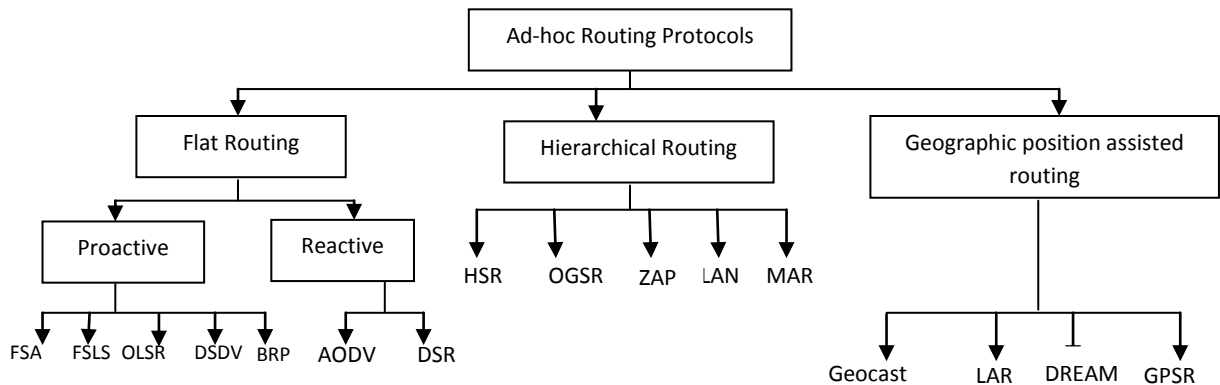 Ad-hoc Routing Protocols
Flat Routing
Hierarchical Routing
Geographic position assisted
routing
Proactive
Reactive
HSR
OGSR
ZAP
LAN
MAR
FSA
FSLS
OLSR
DSDV
BRP
AODV
DSR
Geocast
LAR
DREAM
GPSR